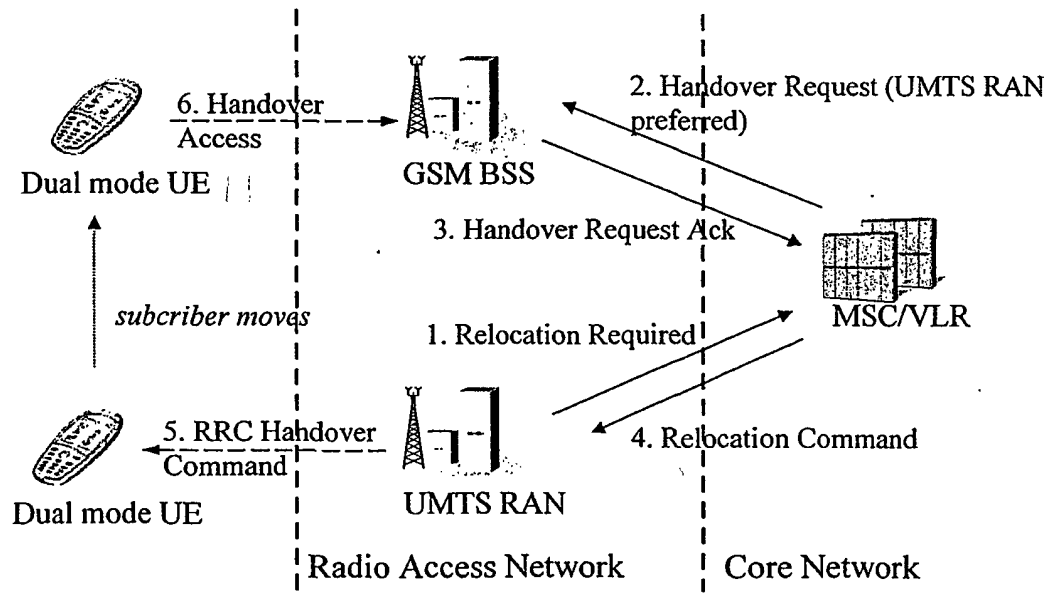 2. Handover Request (UMTS RAN
preferred)
6. Handover
Access
GSM BSS
Dual mode UE
3. Handover Request Ack
subcriber moves
MSC/VLR
1. Relocation Required
5. RRC Handover
Command
4. Relocation Command
UMTS RAN
Dual mode UE
Radio Access Network
Core Network